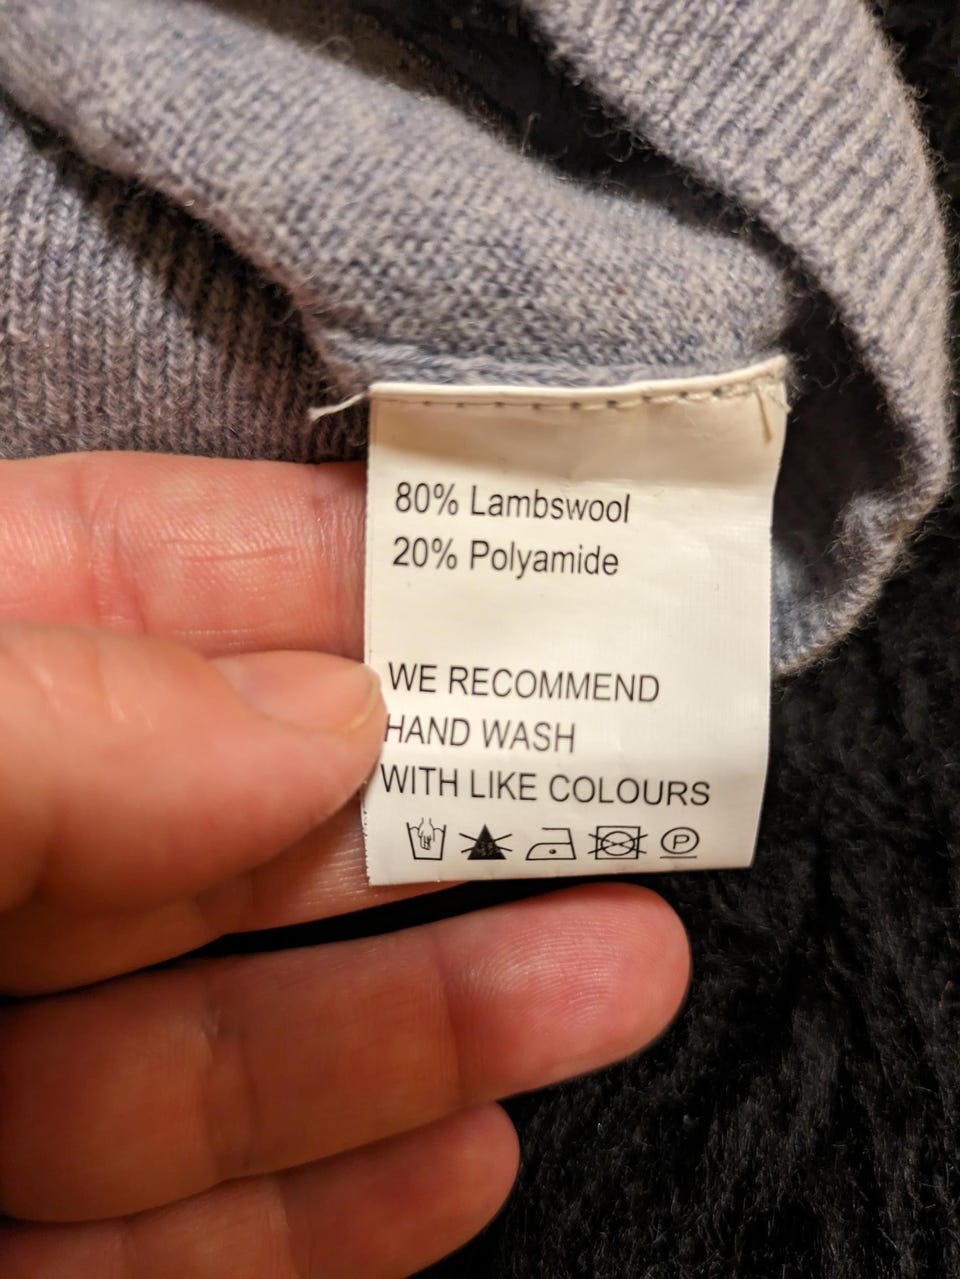 80% Lambswool
20% Polyamide
WE RECOMMEND
HAND WASH
WITH LIKE COLOURS
P